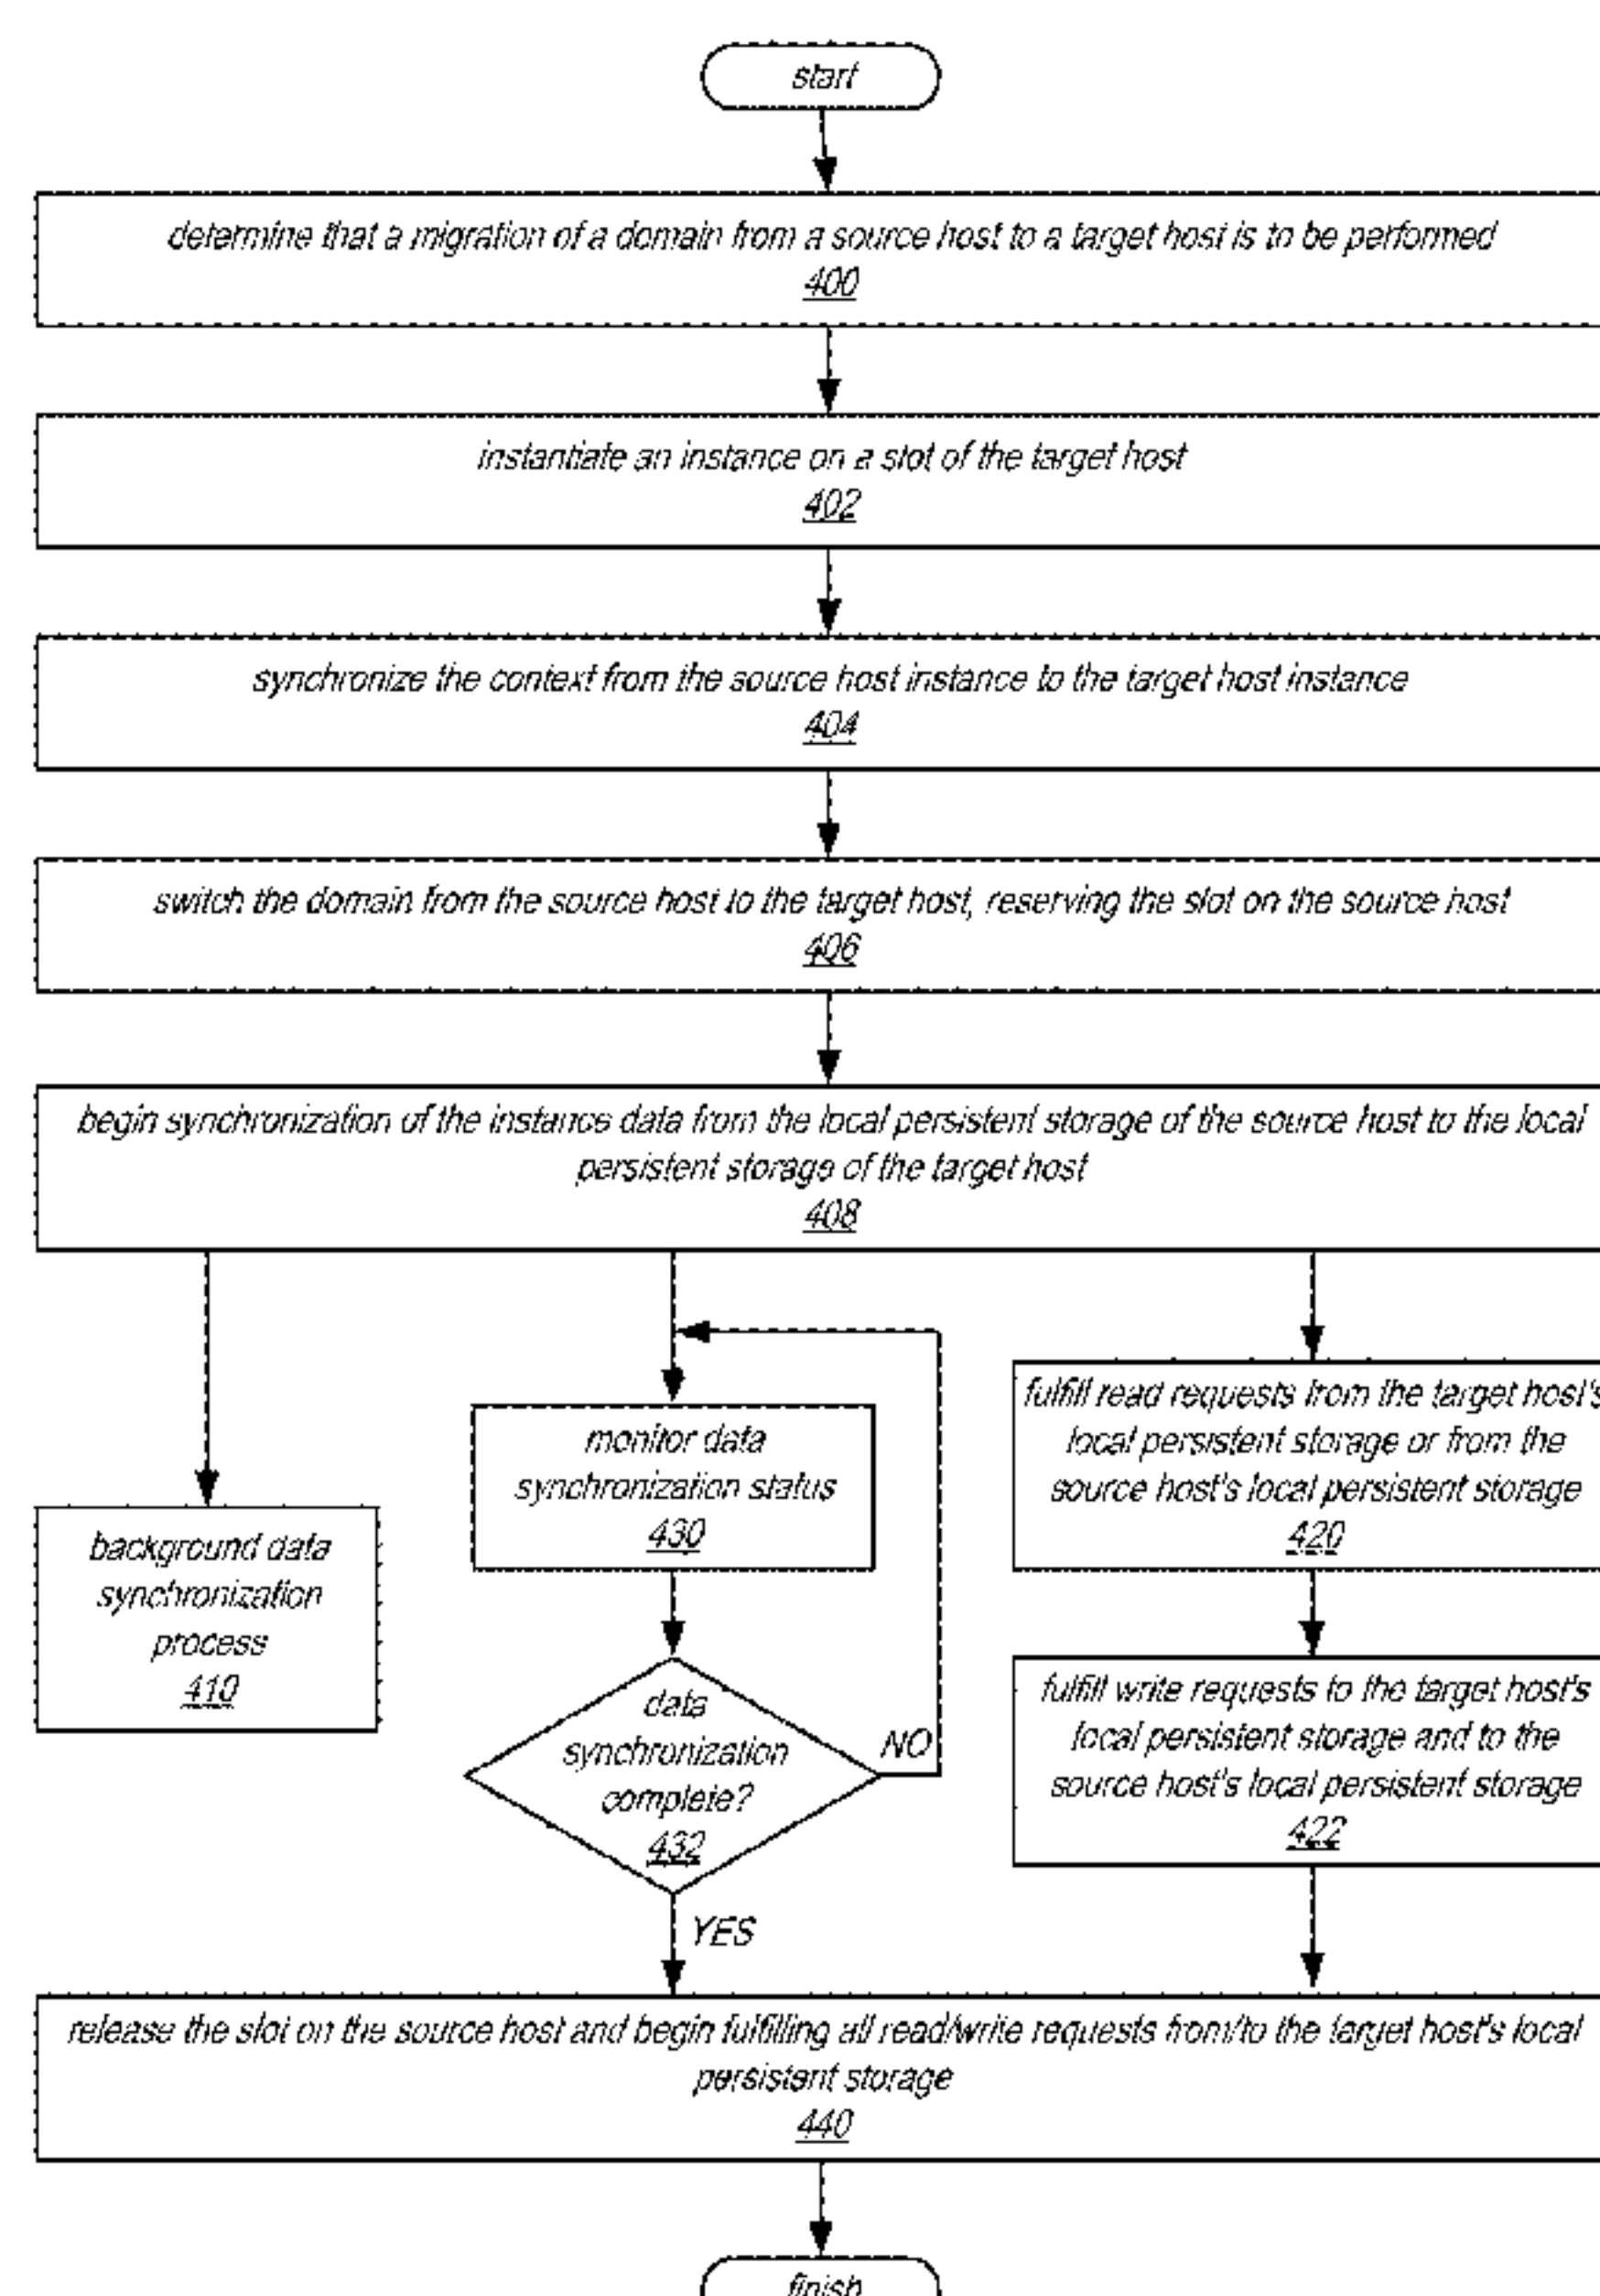 start
determine that a migration of a domain from a source host to a target host is to be performed
400
instantiate an instance on a slot of the target host
402
synchronize the context from the source host instance to the target host instance
404
switch the domain from the source host to the target host, reserving the slot on the source host
406
begin synchronization of the instance data from the local persistent storage of the source host to the local
persistent storage of the target host
408
background data
synchronization
process
410
monitor data
synchronization status
430
data
synchronization
complete?
432
NO
YES
fulfill read requests from the target host's
local persistent storage or from the
source host's local persistent storage
420
fulfill write requests to the target host's
local persistent storage and to the
source host's local persistent storage
422
release the slot on the source host and begin fulfilling all read/write requests from/to the target host's local
persistent storage
440
finish